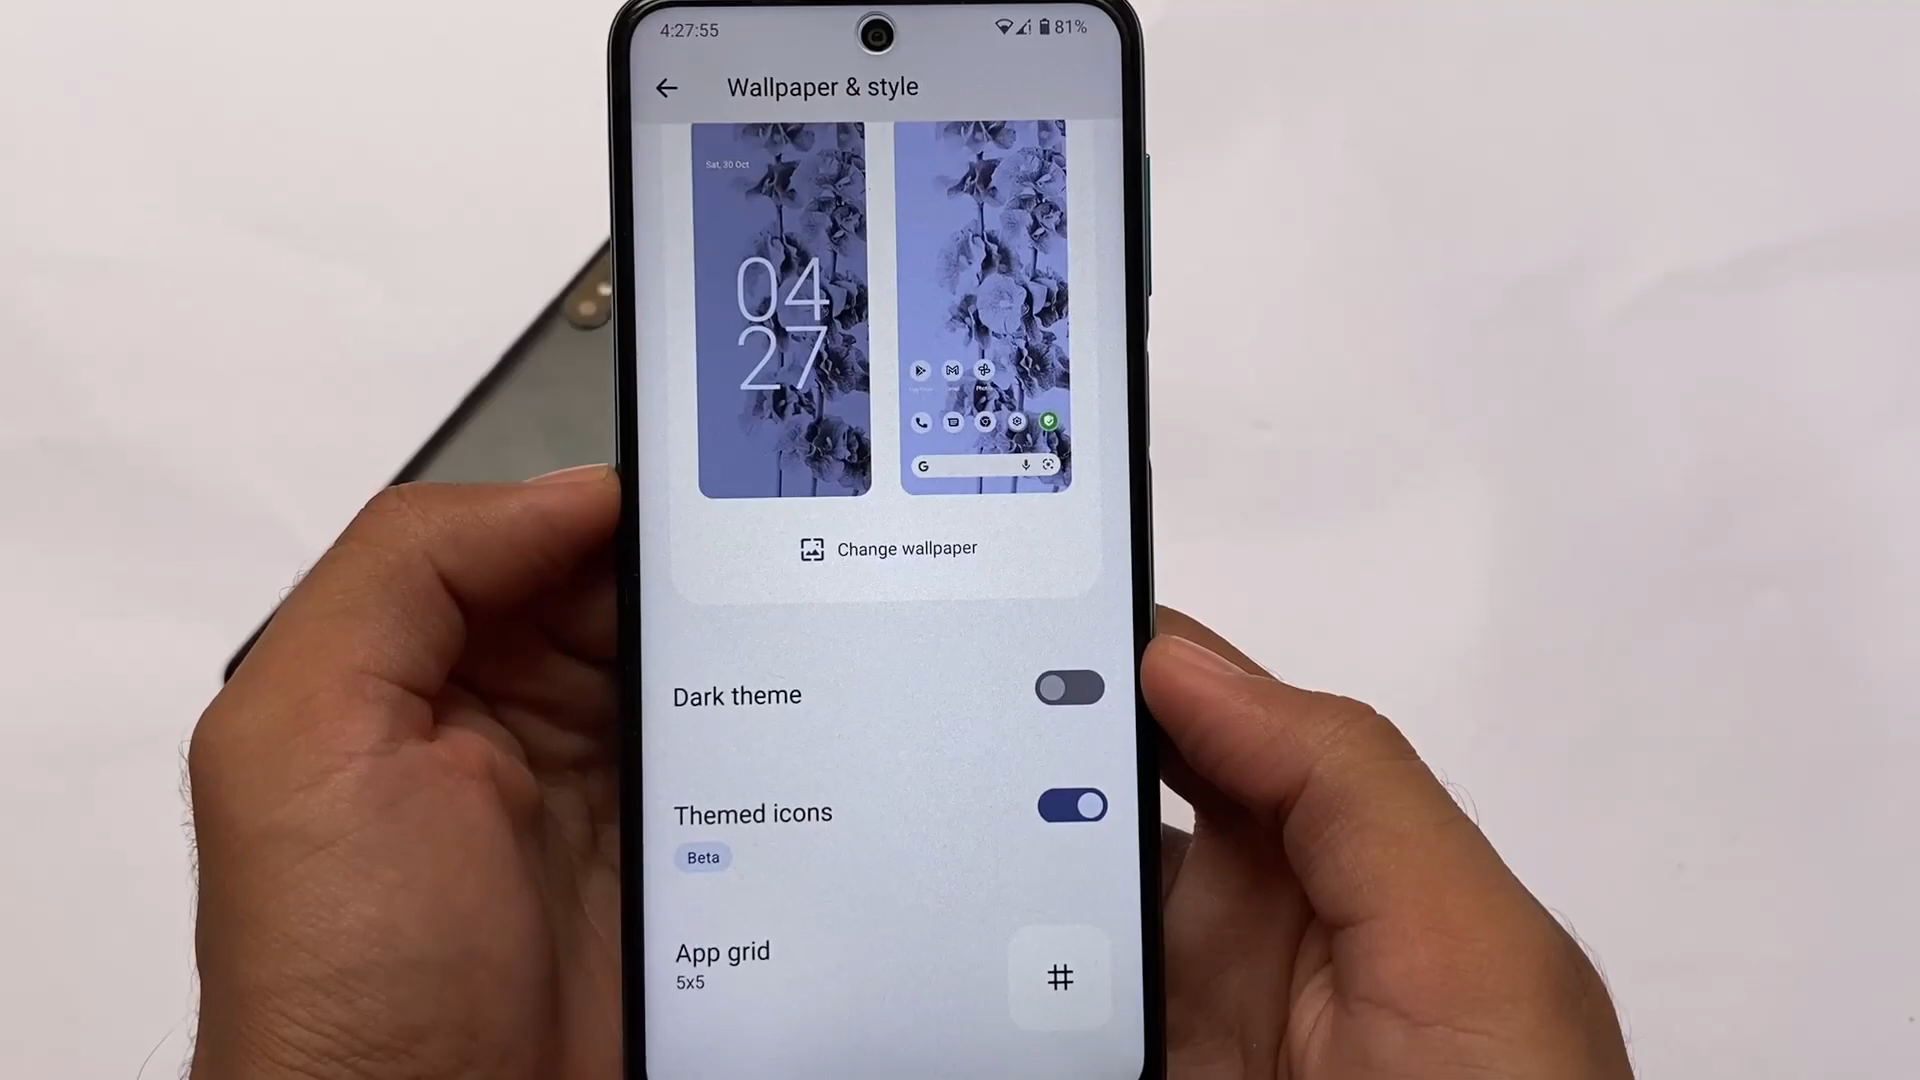 4:27:55
81%
Wallpaper & style
Sat, 30 Oct
04
27
G
Change wallpaper
Dark theme
Themed icons
Beta
App grid
5x5